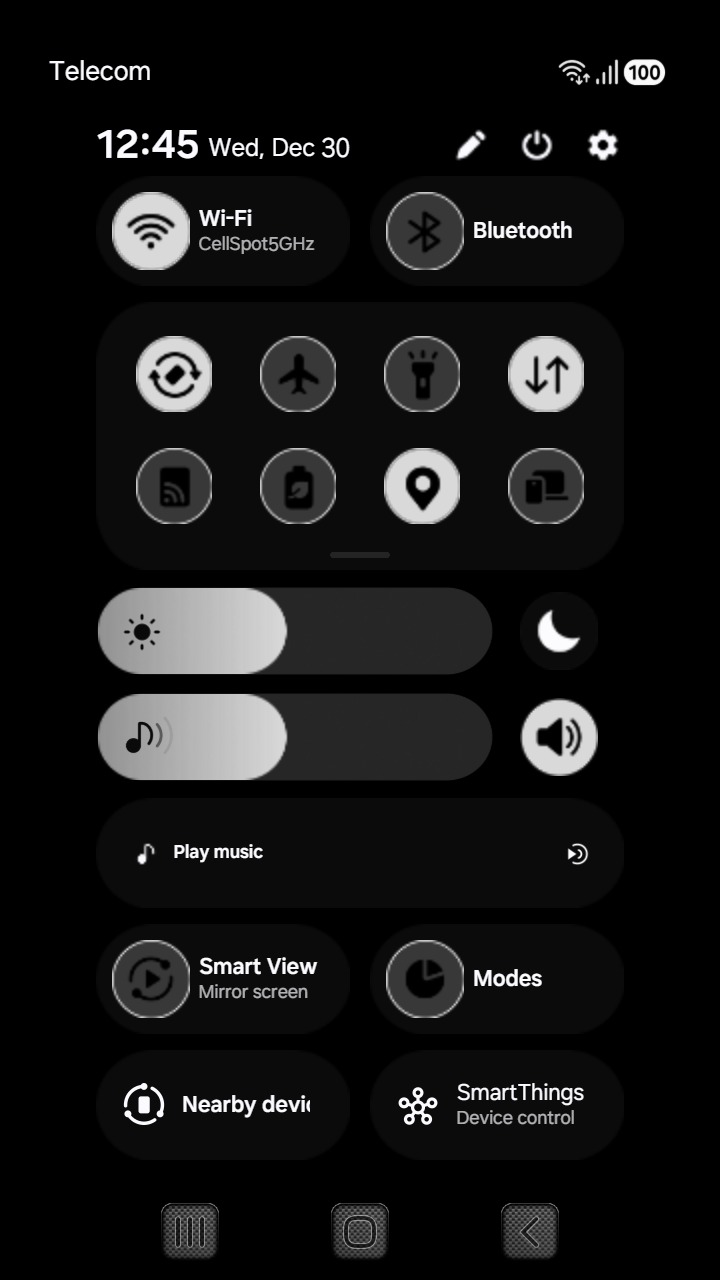 Telecom
100
12:45 Wed, Dec 30
Wi-Fi
CellSpot5GHz
Bluetooth
Play music
Smart View
Mirror screen
Modes
Nearby devi
SmartThings
Device control